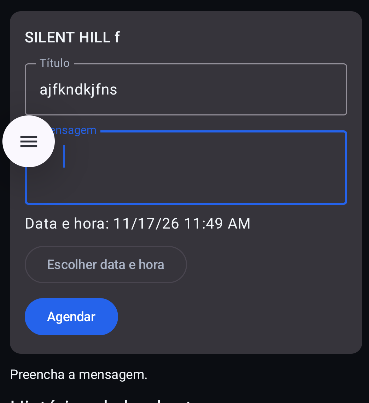 SILENT HILL f
Título
ajfkndkjfns
ensagem
Data e hora: 11/17/26 11:49 AM
Escolher data e hora
Agendar
Preencha a mensagem.